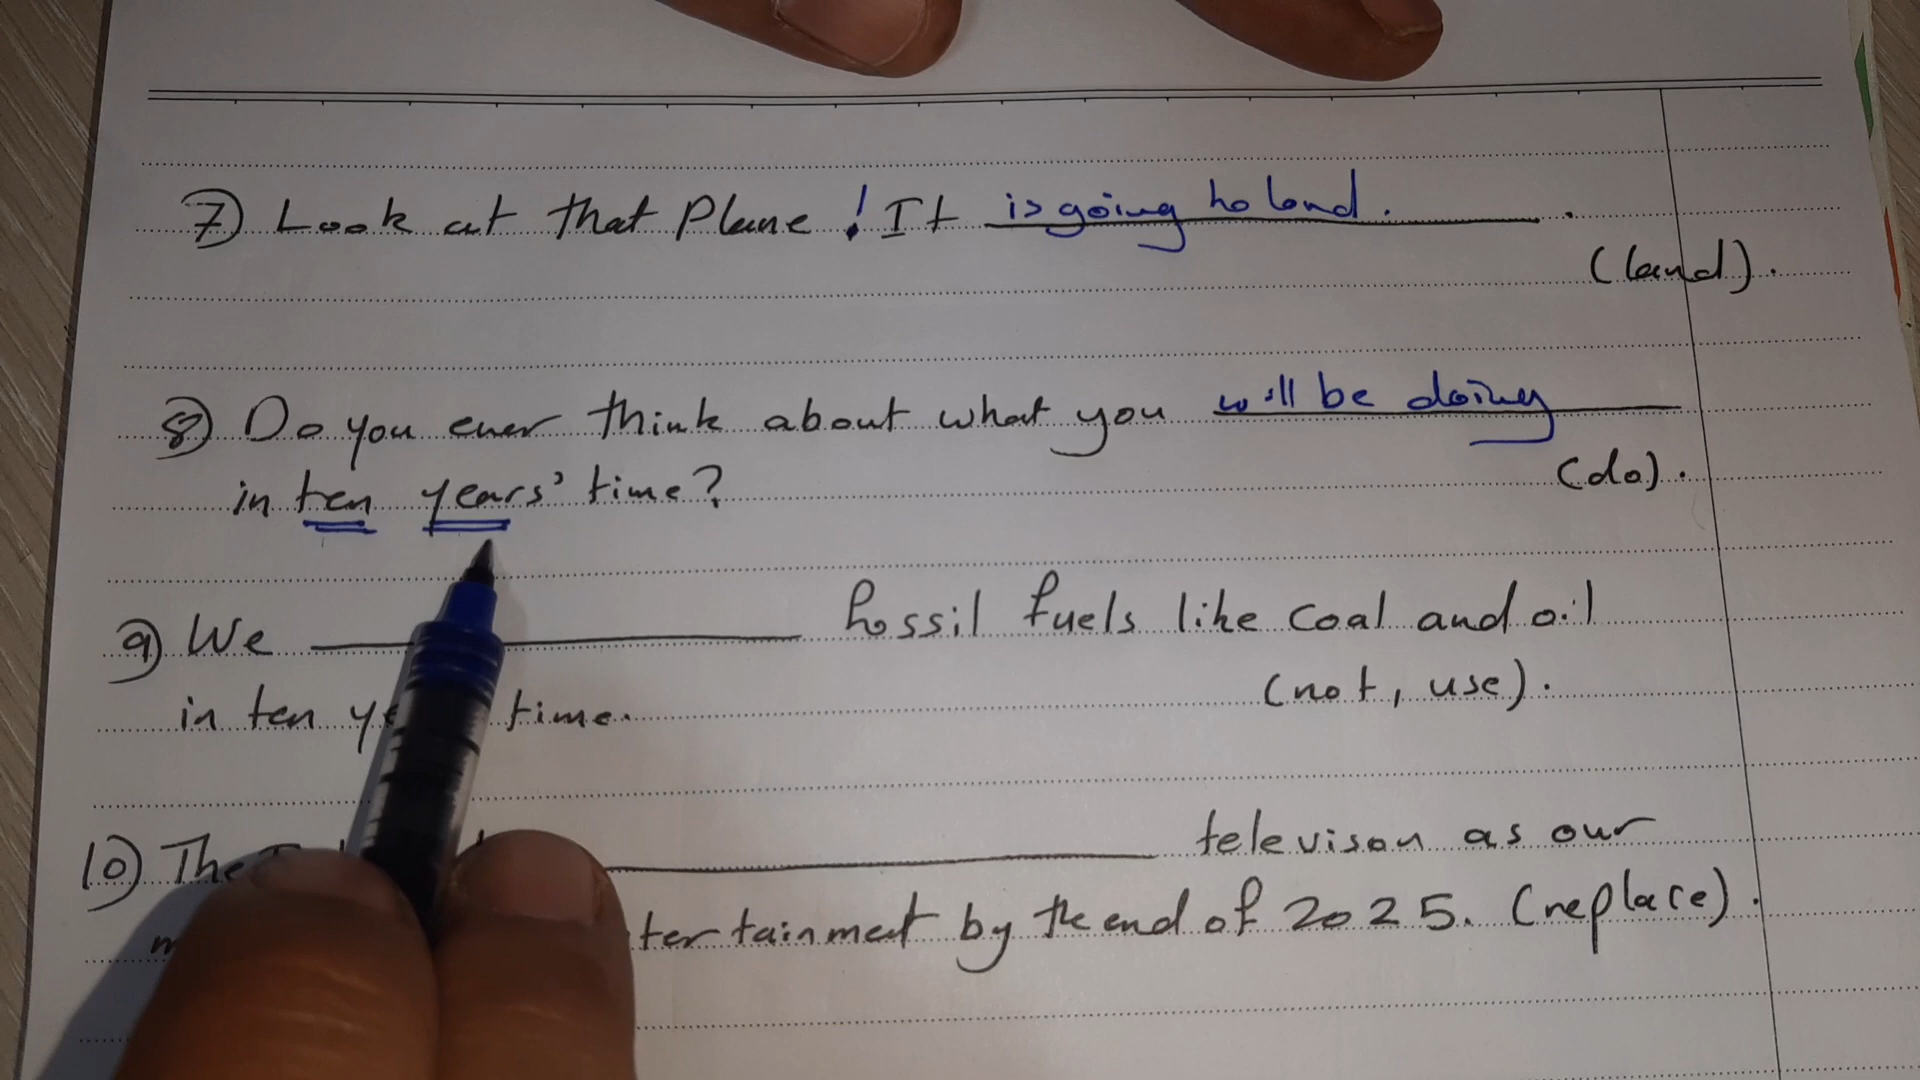 7) Look at that Plane! It is going to land.
(land).
8) Do you ever think about what you will be doing
(do).
in ten years' time?
9) We fossil fuels like coal and oil
(not, use).
in ten time.
10) The televison as our
by the end of 2025. (replace).